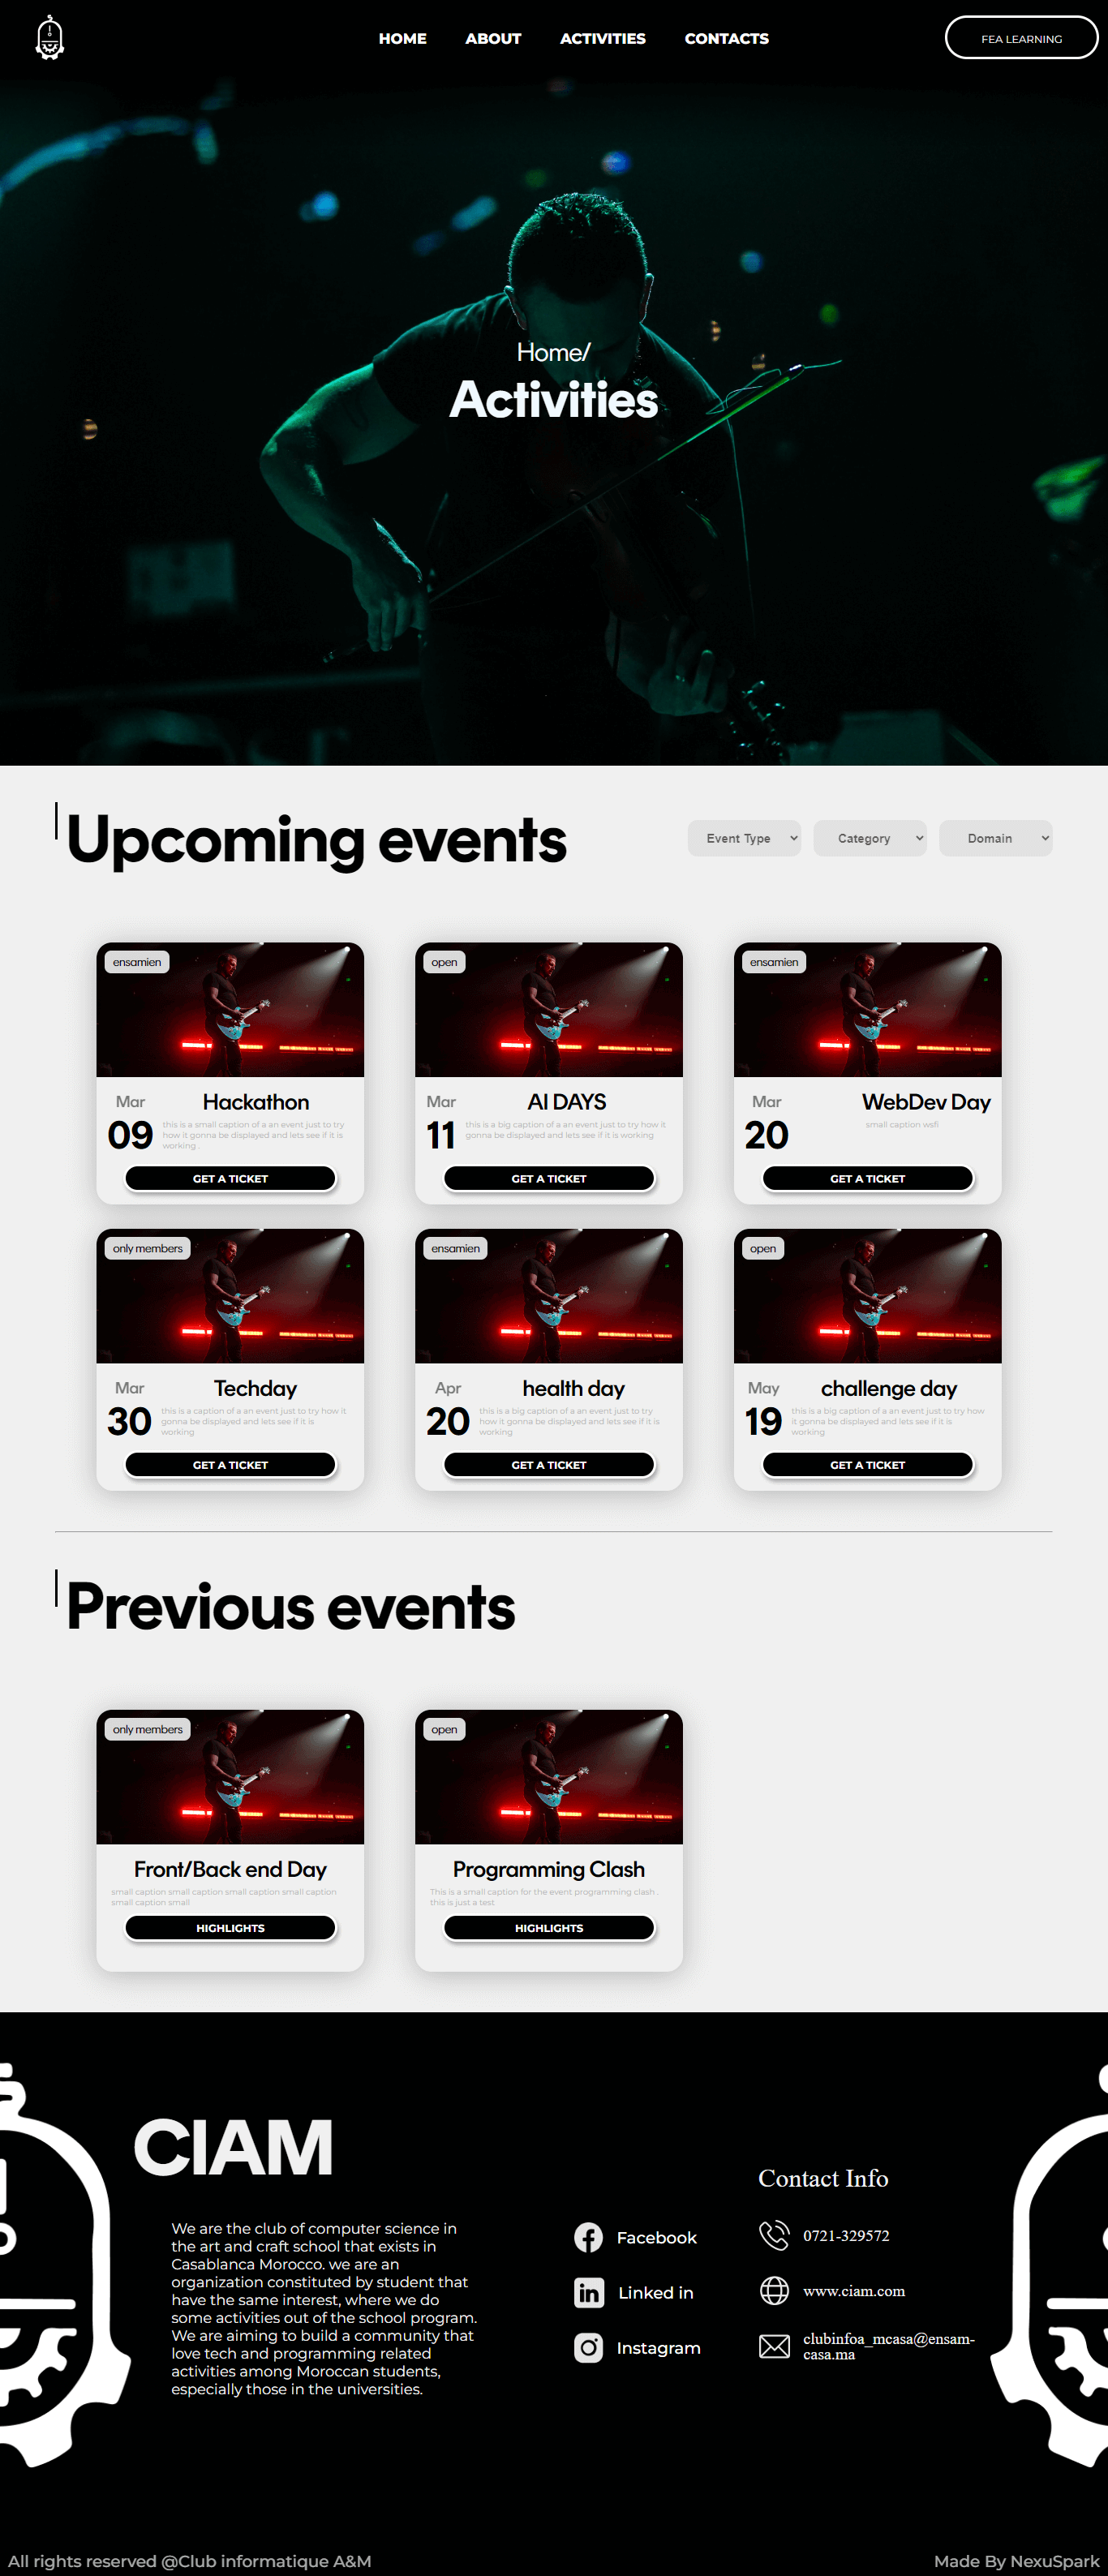 HOME ABOUT ACTIVITIES CONTACTS FEA LEARNING
Home/
Activities
Upcoming events
Event Type Category Domain
ensamien
Mar
09
Hackathon
this is a small caption of a an event just to try
how it gonna be displayed and lets see if it is
working .
GET A TICKET
open
Mar
11
AI DAYS
this is a big caption of a an event just to try how it
gonna be displayed and lets see if it is working
GET A TICKET
ensamien
Mar
20
WebDev Day
small caption wsfi
GET A TICKET
only members
Mar
30
Techday
this is a caption of a an event just to try how it
gonna be displayed and lets see if it is
working
GET A TICKET
ensamien
Apr
20
health day
this is a big caption of a an event just to try
how it gonna be displayed and lets see if it is
working
GET A TICKET
open
May
19
challenge day
this is a big caption of a an event just to try how
it gonna be displayed and lets see if it is
working
GET A TICKET
Previous events
only members
Front/Back end Day
small caption small caption small caption small caption
small caption small
HIGHLIGHTS
open
Programming Clash
This is a small caption for the event programming clash .
this is just a test
HIGHLIGHTS
CIAM
We are the club of computer science in
the art and craft school that exists in
Casablanca Morocco. we are an
organization constituted by student that
have the same interest, where we do
some activities out of the school program.
We are aiming to build a community that
love tech and programming related
activities among Moroccan students,
especially those in the universities.
Facebook
Linked in
Instagram
Contact Info
0721-329572
www.ciam.com
clubinfoa_mcasa@ensam-
casa.ma
All rights reserved @Club informatique A&M
Made By NexuSpark